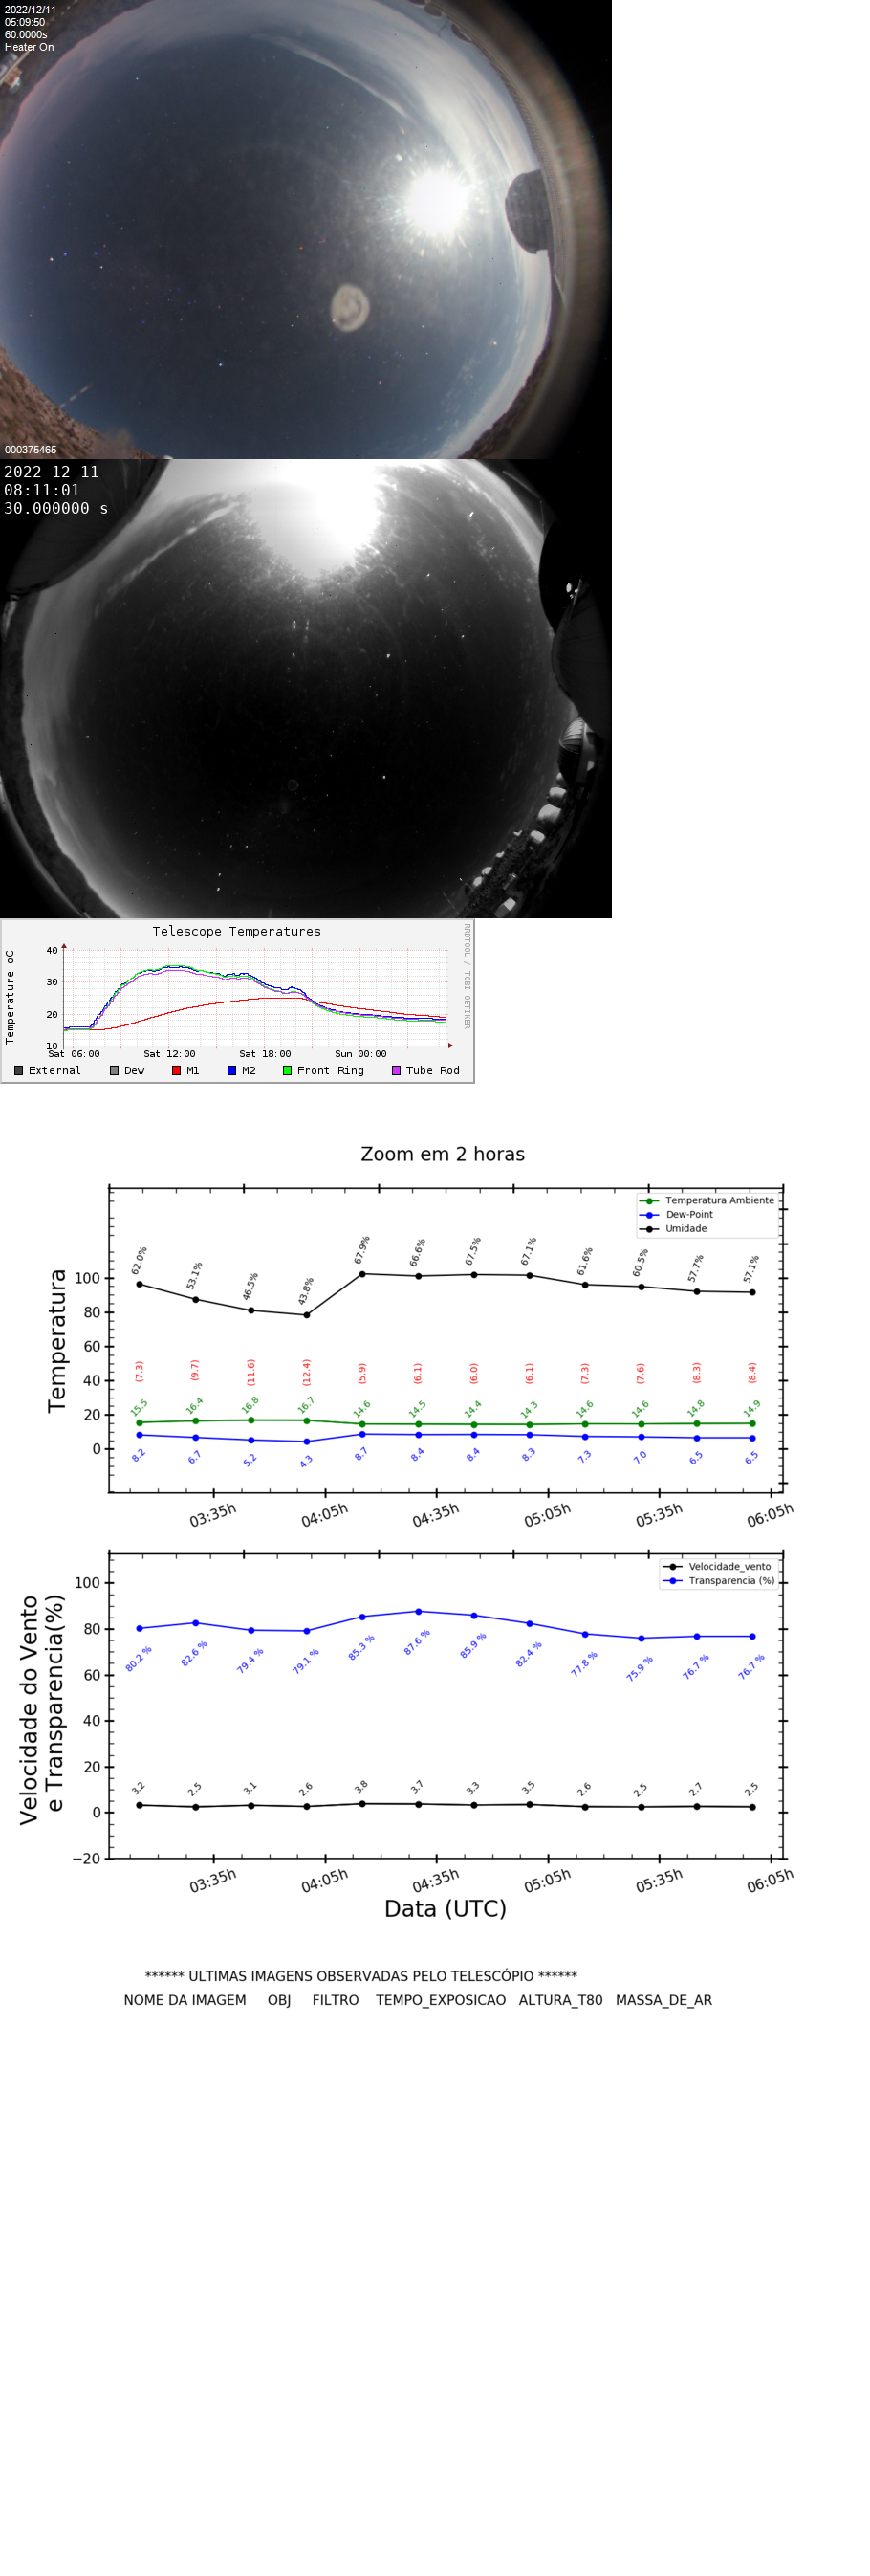 2022/12/11
05:09:50
60.0000s
Heater On
000375465
2022-12-11
08:11:01
30.000000 s
Telescope Temperatures
RRDTOOL / TOBI OETIKER
Temperature oC
40
30
20
10
Sat 06:00 Sat 12:00 Sat 18:00 Sun 00:00
External Dew M1 M2 Front Ring Tube Rod
Zoom em 2 horas
Temperatura Ambiente
Dew-Point
Umidade
Temperatura
100
80
60
40
20
0
62.0% 53.1% 46.5% 43.8% 67.9% 66.6% 67.5% 67.1% 61.6% 60.5% 57.7% 57.1%
(7.3) (9.7) (11.6) (12.4) (5.9) (6.1) (6.0) (6.1) (7.3) (7.6) (8.3) (8.4)
15.5 16.4 16.8 16.7 14.6 14.5 14.4 14.3 14.6 14.6 14.8 14.9
8.2 6.7 5.2 4.3 8.7 8.4 8.4 8.3 7.3 7.0 6.5 6.5
03:35h 04:05h 04:35h 05:05h 05:35h 06:05h
Velocidade_vento
Transparencia (%)
Velocidade do Vento
e Transparencia(%)
100
80
60
40
20
0
−20
80.2 % 82.6 % 79.4 % 79.1 % 85.3 % 87.6 % 85.9 % 82.4 % 77.8 % 75.9 % 76.7 % 76.7 %
3.2 2.5 3.1 2.6 3.8 3.7 3.3 3.5 2.6 2.5 2.7 2.5
03:35h 04:05h 04:35h 05:05h 05:35h 06:05h
Data (UTC)
****** ULTIMAS IMAGENS OBSERVADAS PELO TELESCÓPIO ******
NOME DA IMAGEM OBJ FILTRO TEMPO_EXPOSICAO ALTURA_T80 MASSA_DE_AR